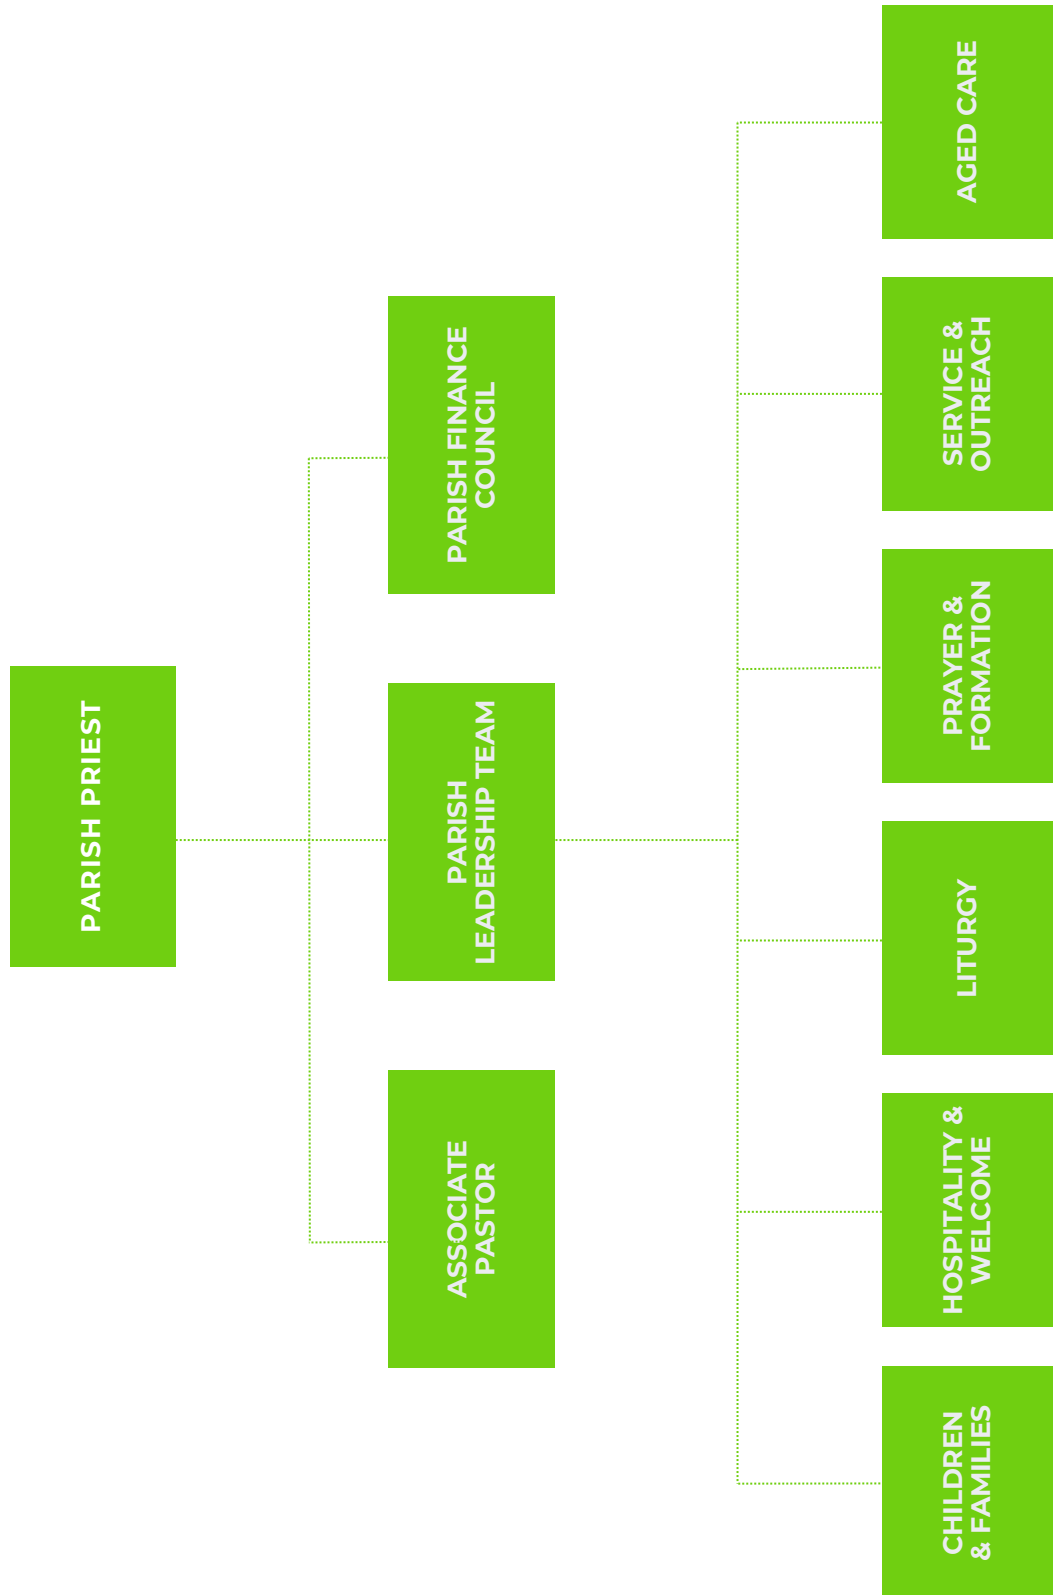 PARISH PRIEST
ASSOCIATE
PASTOR
PARISH
LEADERSHIP TEAM
PARISH FINANCE
COUNCIL
CHILDREN
& FAMILIES
HOSPITALITY &
WELCOME
LITURGY
PRAYER &
FORMATION
SERVICE &
OUTREACH
AGED CARE